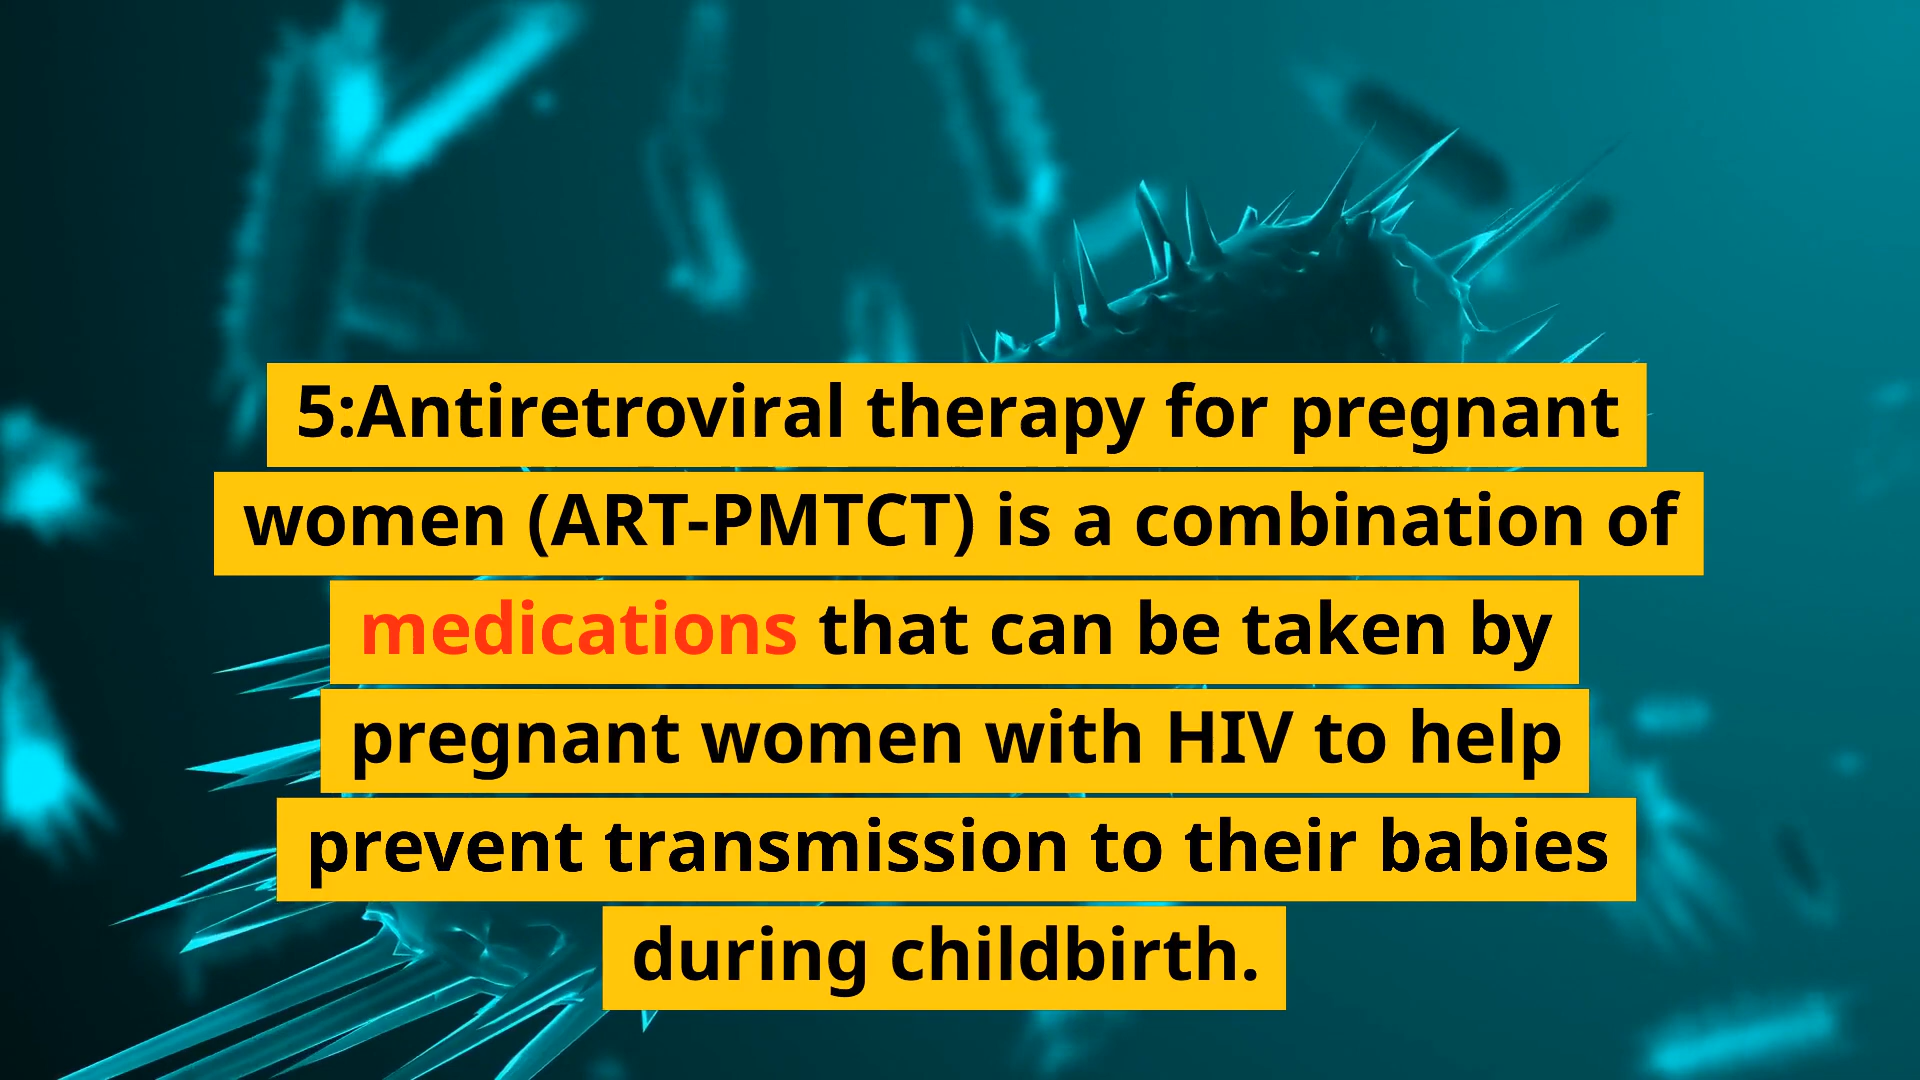 5:Antiretroviral therapy for pregnant
women (ART-PMTCT) is a combination of
medications that can be taken by
pregnant women with HIV to help
prevent transmission to their babies
during childbirth.